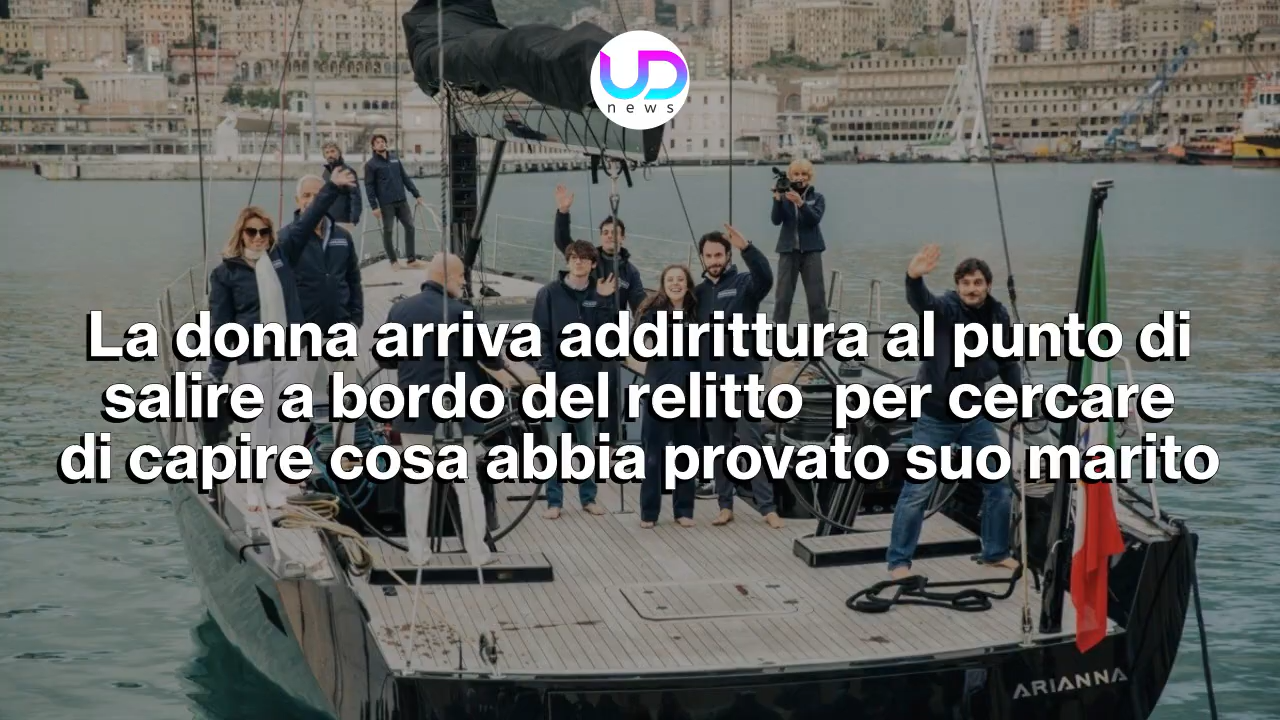 UD
news
La donna arriva addirittura al punto di
salire a bordo del relitto  per cercare
di capire cosa abbia provato suo marito
ARIANNA